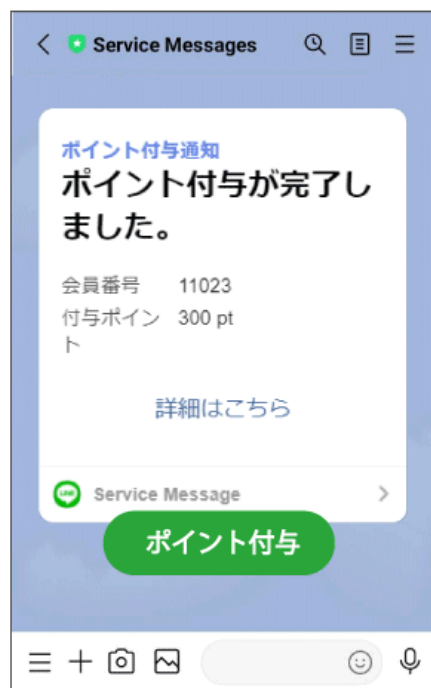 Service Messages
ポイント付与通知
ポイント付与が完了し
ました。
会員番号 11023
付与ポイン 300 pt
ト
詳細はこちら
LINE Service Message
ポイント付与